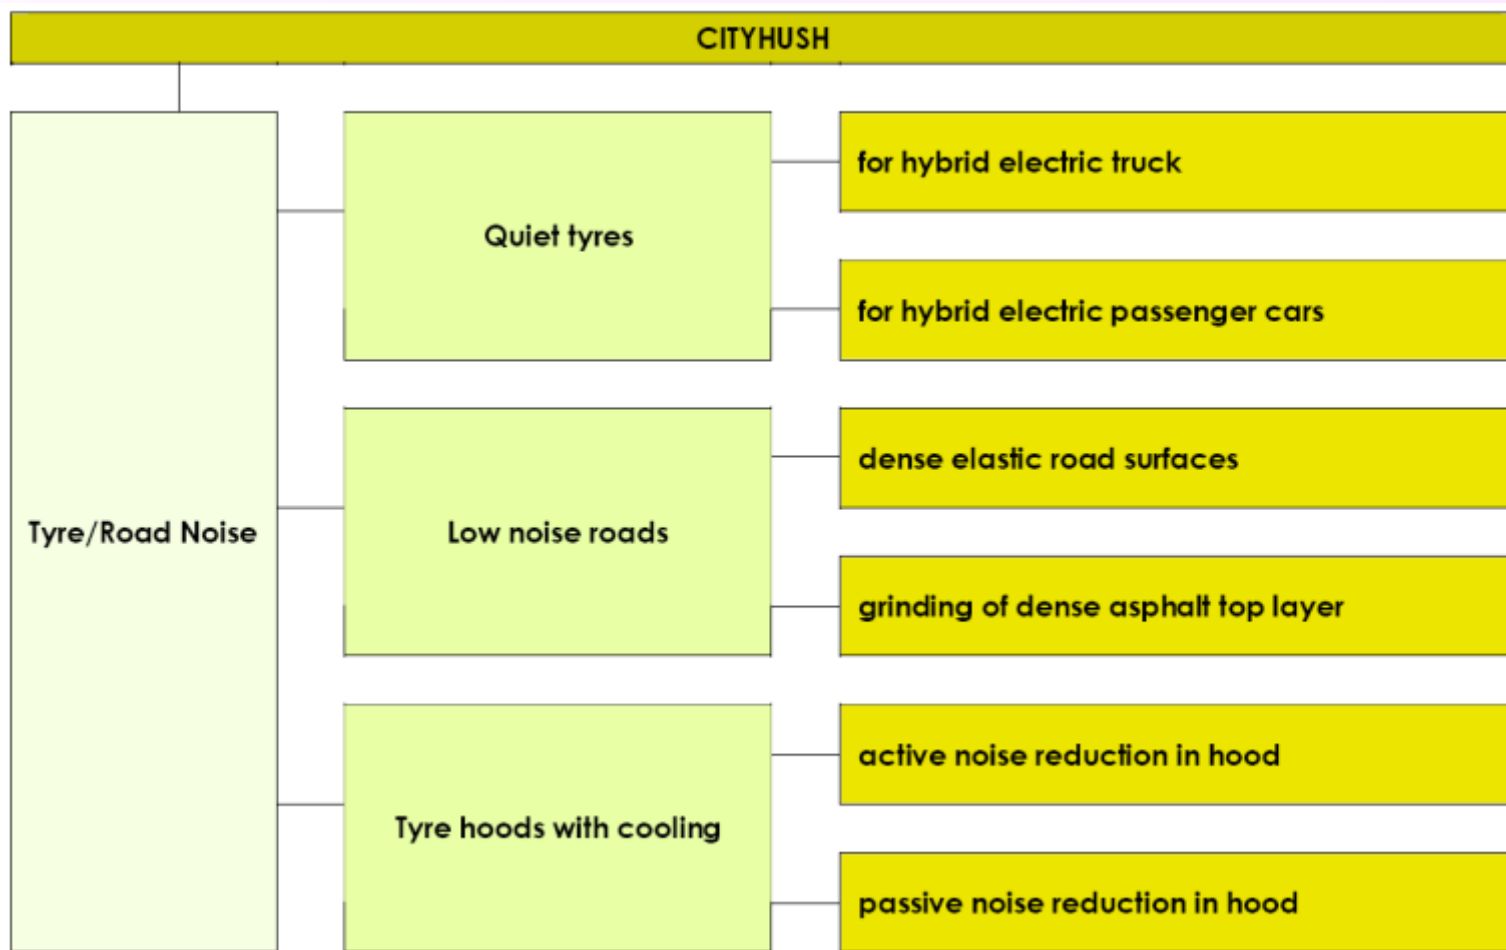 CITYHUSH
Tyre/Road Noise
Quiet tyres
for hybrid electric truck
for hybrid electric passenger cars
Low noise roads
dense elastic road surfaces
grinding of dense asphalt top layer
Tyre hoods with cooling
active noise reduction in hood
passive noise reduction in hood